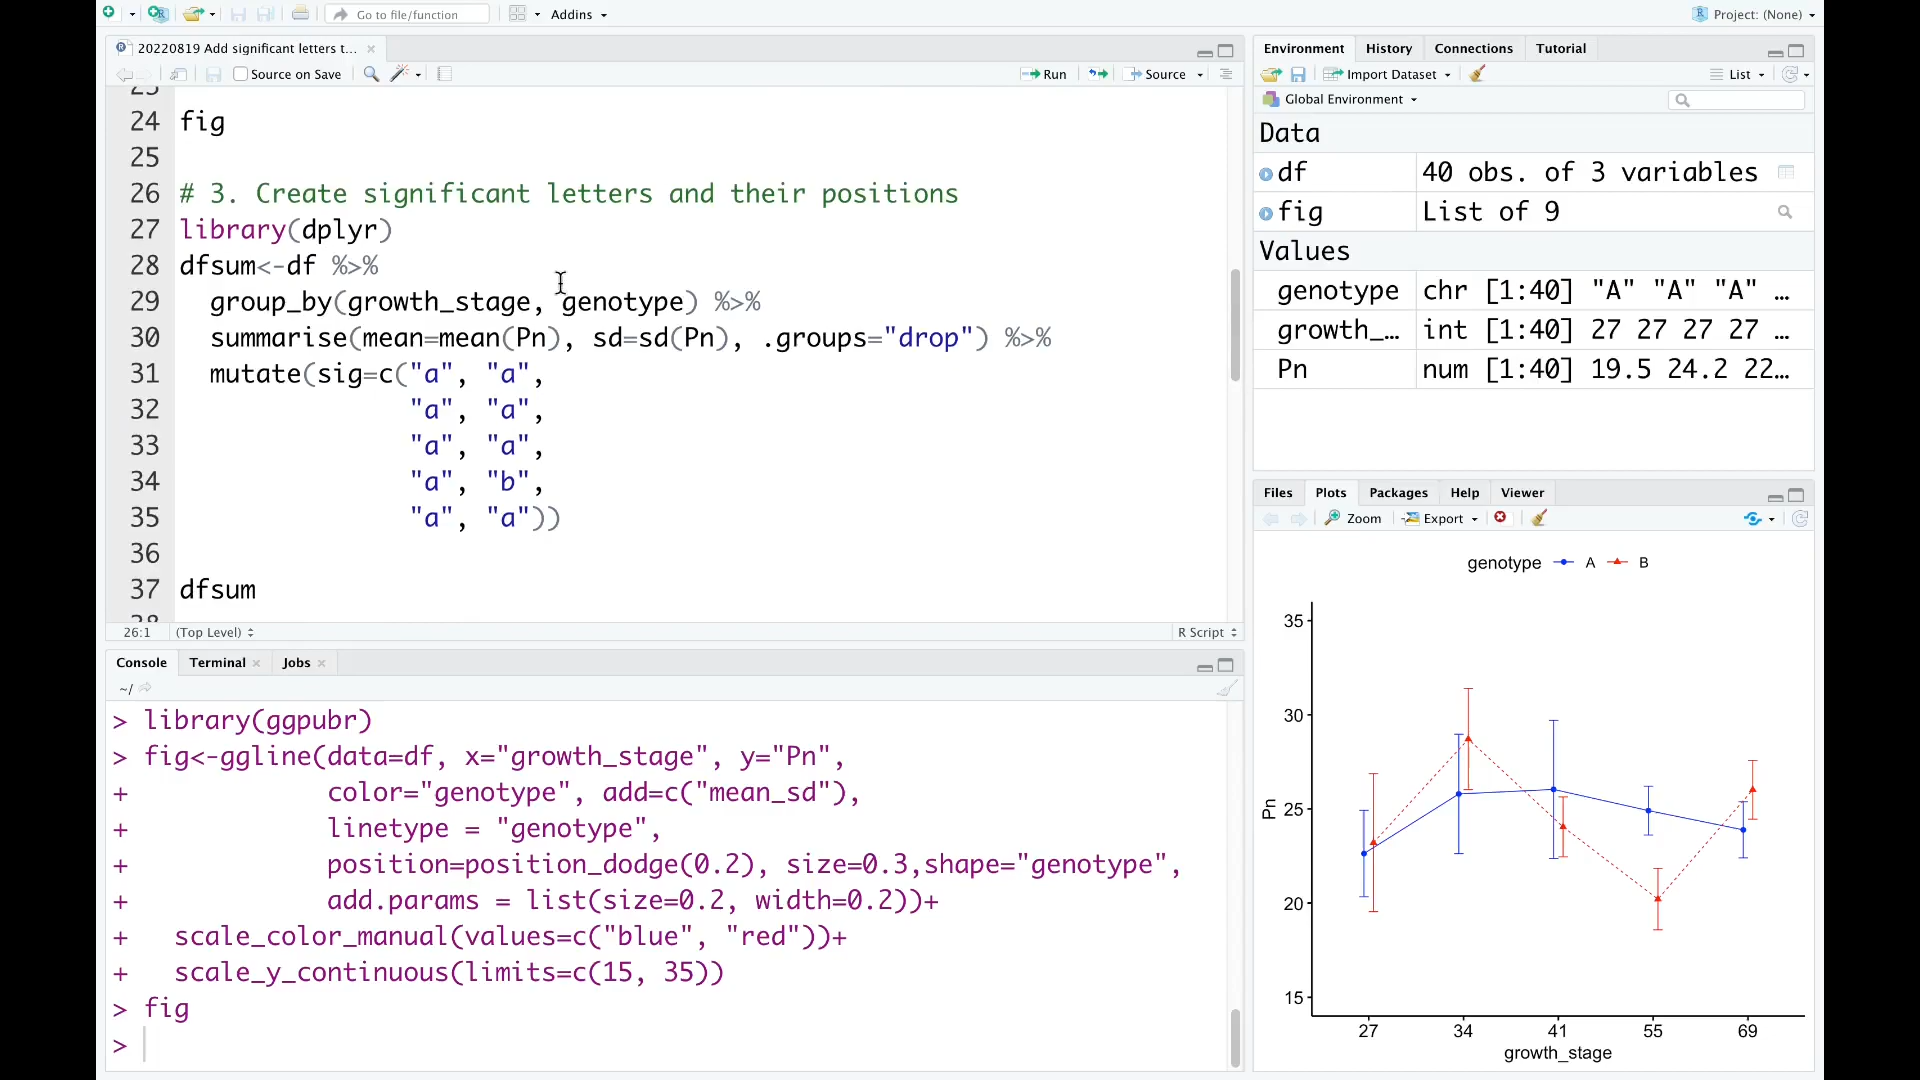 Go to file/function
Addins
Project: (None)
20220819 Add significant letters t...
Source on Save
Run
Source
24 fig
25
26 # 3. Create significant letters and their positions
27 library(dplyr)
28 dfsum<-df %>%
29 group_by(growth_stage, genotype) %>%
30 summarise(mean=mean(Pn), sd=sd(Pn), .groups="drop") %>%
31 mutate(sig=c("a", "a",
32 "a", "a",
33 "a", "a",
34 "a", "b",
35 "a", "a"))
36
37 dfsum
26:1 (Top Level)
R Script
Console Terminal Jobs
~/
> library(ggpubr)
> fig<-ggline(data=df, x="growth_stage", y="Pn",
+ color="genotype", add=c("mean_sd"),
+ linetype = "genotype",
+ position=position_dodge(0.2), size=0.3,shape="genotype",
+ add.params = list(size=0.2, width=0.2))+
+ scale_color_manual(values=c("blue", "red"))+
+ scale_y_continuous(limits=c(15, 35))
> fig
>
Environment History Connections Tutorial
Import Dataset
List
Global Environment
Data
df 40 obs. of 3 variables
fig List of 9
Values
genotype chr [1:40] "A" "A" "A" …
growth_… int [1:40] 27 27 27 27 …
Pn num [1:40] 19.5 24.2 22…
Files Plots Packages Help Viewer
Zoom Export
genotype A B
35
30
25
20
15
Pn
27 34 41 55 69
growth_stage